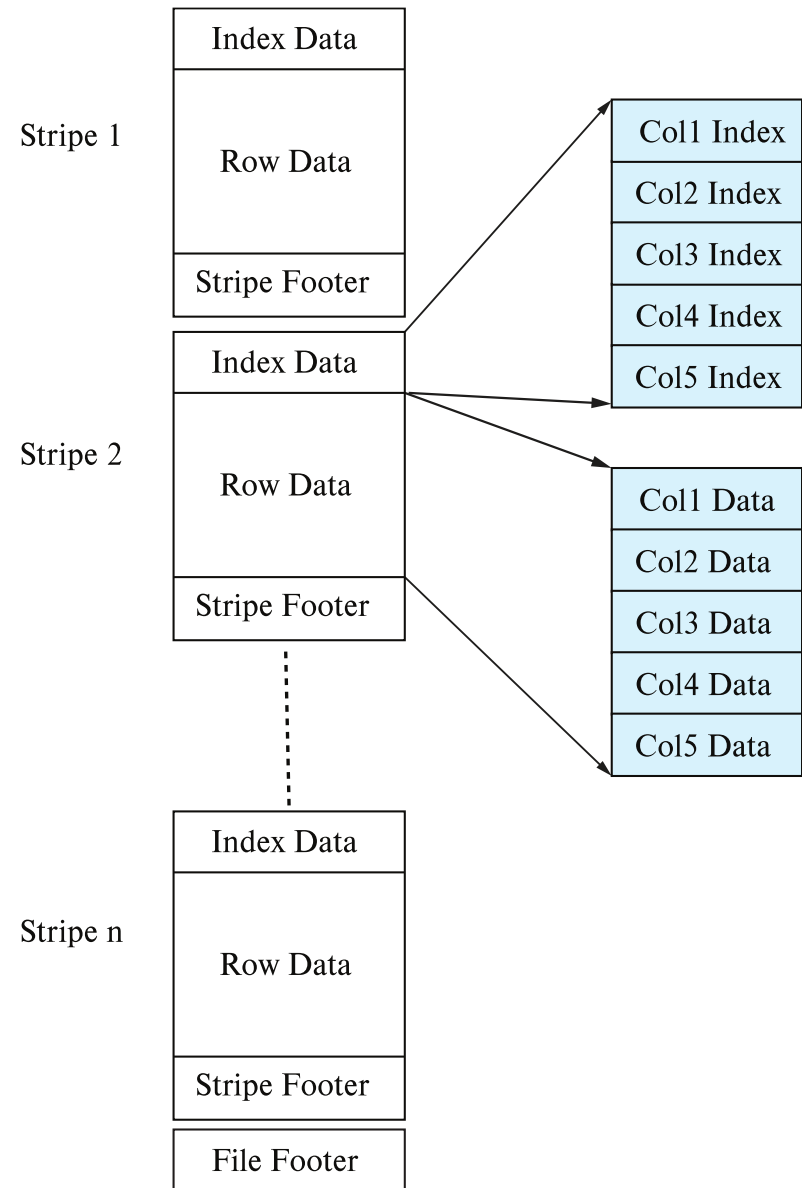 Stripe 1
Index Data
Row Data
Stripe Footer
Stripe 2
Index Data
Row Data
Stripe Footer
Col1 Index
Col2 Index
Col3 Index
Col4 Index
Col5 Index
Col1 Data
Col2 Data
Col3 Data
Col4 Data
Col5 Data
Stripe n
Index Data
Row Data
Stripe Footer
File Footer